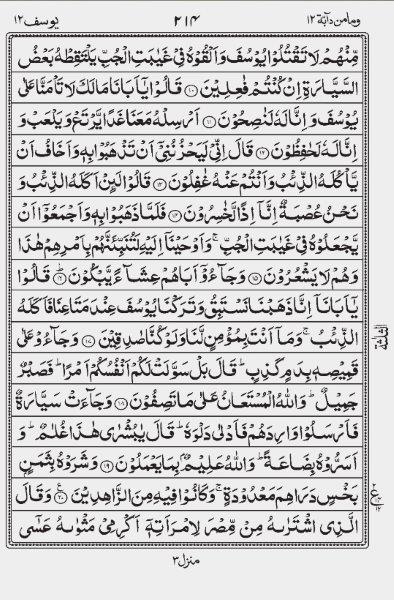 وما من دآبة ١٢ ٢١٤ يوسف ١٢
مِّنْهُمْ لَا تَقْتُلُوْا يُوْسُفَ وَاَلْقُوْهُ فِيْ غَيٰبَتِ الْجُبِّ يَلْتَقِطْهُ بَعْضُ
السَّيَّارَةِ اِنْ كُنْتُمْ فٰعِلِيْنَ ۝١٠ قَالُوْا يٰٓاَبَانَا مَالَكَ لَا تَاْمَنَّا عَلٰى
يُوْسُفَ وَاِنَّا لَهٗ لَنٰصِحُوْنَ ۝١١ اَرْسِلْهُ مَعَنَا غَدًا يَّرْتَعْ وَيَلْعَبْ وَ
اِنَّا لَهٗ لَحٰفِظُوْنَ ۝١٢ قَالَ اِنِّيْ لَيَحْزُنُنِيْٓ اَنْ تَذْهَبُوْا بِهٖ وَاَخَافُ اَنْ
يَّاْكُلَهُ الذِّئْبُ وَاَنْتُمْ عَنْهُ غٰفِلُوْنَ ۝١٣ قَالُوْا لَئِنْ اَكَلَهُ الذِّئْبُ وَ
نَحْنُ عُصْبَةٌ اِنَّآ اِذًا لَّخٰسِرُوْنَ ۝١٤ فَلَمَّا ذَهَبُوْا بِهٖ وَاَجْمَعُوْٓا اَنْ
يَّجْعَلُوْهُ فِيْ غَيٰبَتِ الْجُبِّ ۚ وَاَوْحَيْنَآ اِلَيْهِ لَتُنَبِّئَنَّهُمْ بِاَمْرِهِمْ هٰذَا
وَهُمْ لَا يَشْعُرُوْنَ ۝١٥ وَجَآءُوْٓ اَبَاهُمْ عِشَآءً يَّبْكُوْنَ ۝١٦ قَالُوْا
يٰٓاَبَانَآ اِنَّا ذَهَبْنَا نَسْتَبِقُ وَتَرَكْنَا يُوْسُفَ عِنْدَ مَتَاعِنَا فَاَكَلَهُ
الذِّئْبُ ۚ وَمَآ اَنْتَ بِمُؤْمِنٍ لَّنَا وَلَوْ كُنَّا صٰدِقِيْنَ ۝١٧ وَجَآءُوْ عَلٰى
قَمِيْصِهٖ بِدَمٍ كَذِبٍ ؕ قَالَ بَلْ سَوَّلَتْ لَكُمْ اَنْفُسُكُمْ اَمْرًا ؕ فَصَبْرٌ
جَمِيْلٌ ؕ وَاللّٰهُ الْمُسْتَعَانُ عَلٰى مَا تَصِفُوْنَ ۝١٨ وَجَآءَتْ سَيَّارَةٌ
فَاَرْسَلُوْا وَارِدَهُمْ فَاَدْلٰى دَلْوَهٗ ؕ قَالَ يٰبُشْرٰى هٰذَا غُلٰمٌ ؕ وَ
اَسَرُّوْهُ بِضَاعَةً ؕ وَاللّٰهُ عَلِيْمٌۢ بِمَا يَعْمَلُوْنَ ۝١٩ وَشَرَوْهُ بِثَمَنٍۭ
بَخْسٍ دَرَاهِمَ مَعْدُوْدَةٍ ۚ وَكَانُوْا فِيْهِ مِنَ الزَّاهِدِيْنَ ۝٢٠ وَقَالَ
الَّذِي اشْتَرٰىهُ مِنْ مِّصْرَ لِامْرَاَتِهٖٓ اَكْرِمِيْ مَثْوٰىهُ عَسٰٓى
الثلثة
منزل ٣